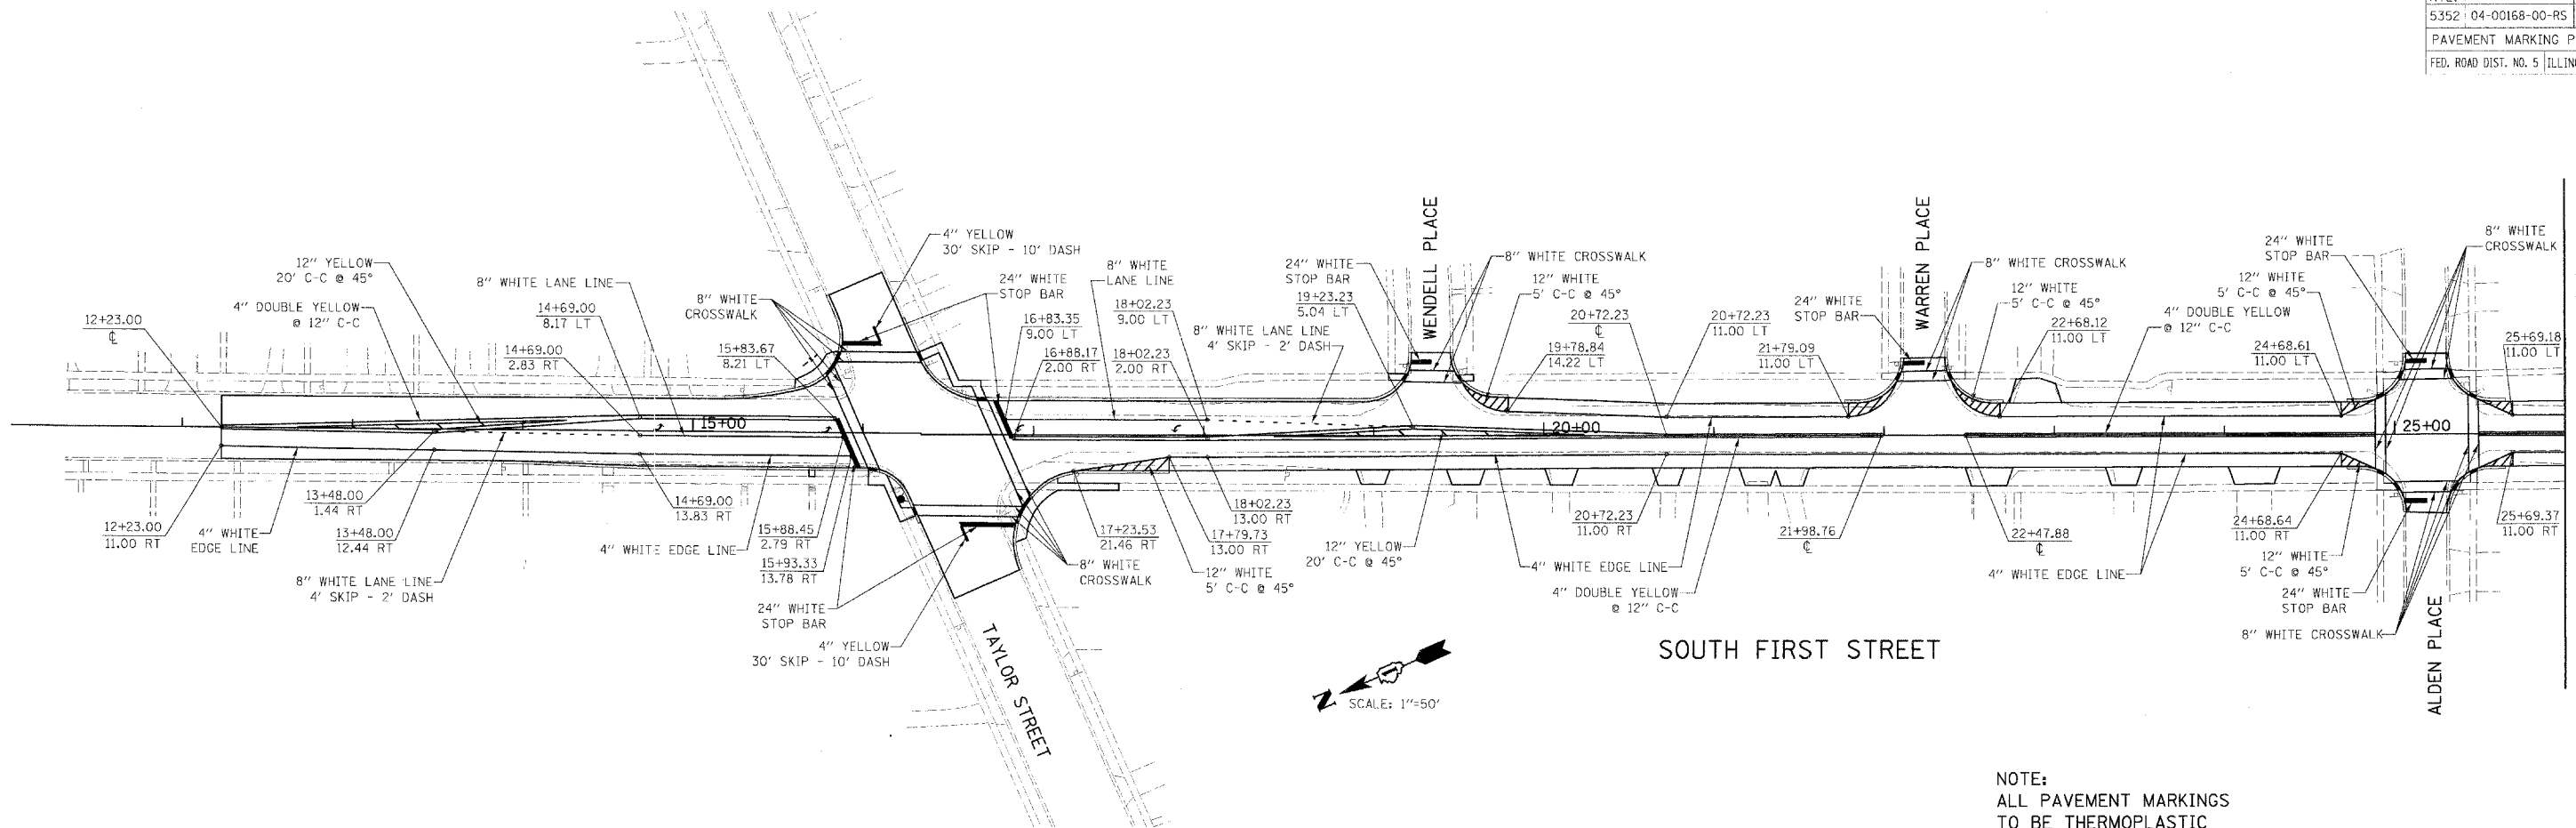 5352 04-00168-00-RS
PAVEMENT MARKING P
FED. ROAD DIST. NO. 5 ILLIN
12+23.00
℄
12" YELLOW
20' C-C @ 45°
4" DOUBLE YELLOW
@ 12" C-C
8" WHITE LANE LINE
14+69.00
8.17 LT
14+69.00
2.83 RT
8" WHITE
CROSSWALK
15+83.67
8.21 LT
4" YELLOW
30' SKIP - 10' DASH
24" WHITE
STOP BAR
16+83.35
9.00 LT
16+88.17
2.00 RT
8" WHITE
LANE LINE
18+02.23
9.00 LT
18+02.23
2.00 RT
8" WHITE LANE LINE
4' SKIP - 2' DASH
24" WHITE
STOP BAR
19+23.23
5.04 LT
WENDELL PLACE
8" WHITE CROSSWALK
12" WHITE
5' C-C @ 45°
20+72.23
℄
19+78.84
14.22 LT
20+72.23
11.00 LT
21+79.09
11.00 LT
24" WHITE
STOP BAR
WARREN PLACE
8" WHITE CROSSWALK
12" WHITE
5' C-C @ 45°
22+68.12
11.00 LT
4" DOUBLE YELLOW
@ 12" C-C
24" WHITE
STOP BAR
12" WHITE
5' C-C @ 45°
24+68.61
11.00 LT
8" WHITE
CROSSWALK
25+69.18
11.00 LT
15+00
20+00
25+00
12+23.00
11.00 RT
4" WHITE
EDGE LINE
13+48.00
1.44 RT
13+48.00
12.44 RT
8" WHITE LANE LINE
4' SKIP - 2' DASH
14+69.00
13.83 RT
4" WHITE EDGE LINE
15+88.45
2.79 RT
15+93.33
13.78 RT
24" WHITE
STOP BAR
4" YELLOW
30' SKIP - 10' DASH
TAYLOR STREET
8" WHITE
CROSSWALK
17+23.53
21.46 RT
12" WHITE
5' C-C @ 45°
17+79.73
13.00 RT
18+02.23
13.00 RT
12" YELLOW
20' C-C @ 45°
4" WHITE EDGE LINE
20+72.23
11.00 RT
4" DOUBLE YELLOW
@ 12" C-C
21+98.76
℄
22+47.88
℄
4" WHITE EDGE LINE
24+68.64
11.00 RT
12" WHITE
5' C-C @ 45°
24" WHITE
STOP BAR
8" WHITE CROSSWALK
25+69.37
11.00 RT
ALDEN PLACE
SOUTH FIRST STREET
N
SCALE: 1"=50'
NOTE:
ALL PAVEMENT MARKINGS
TO BE THERMOPLASTIC